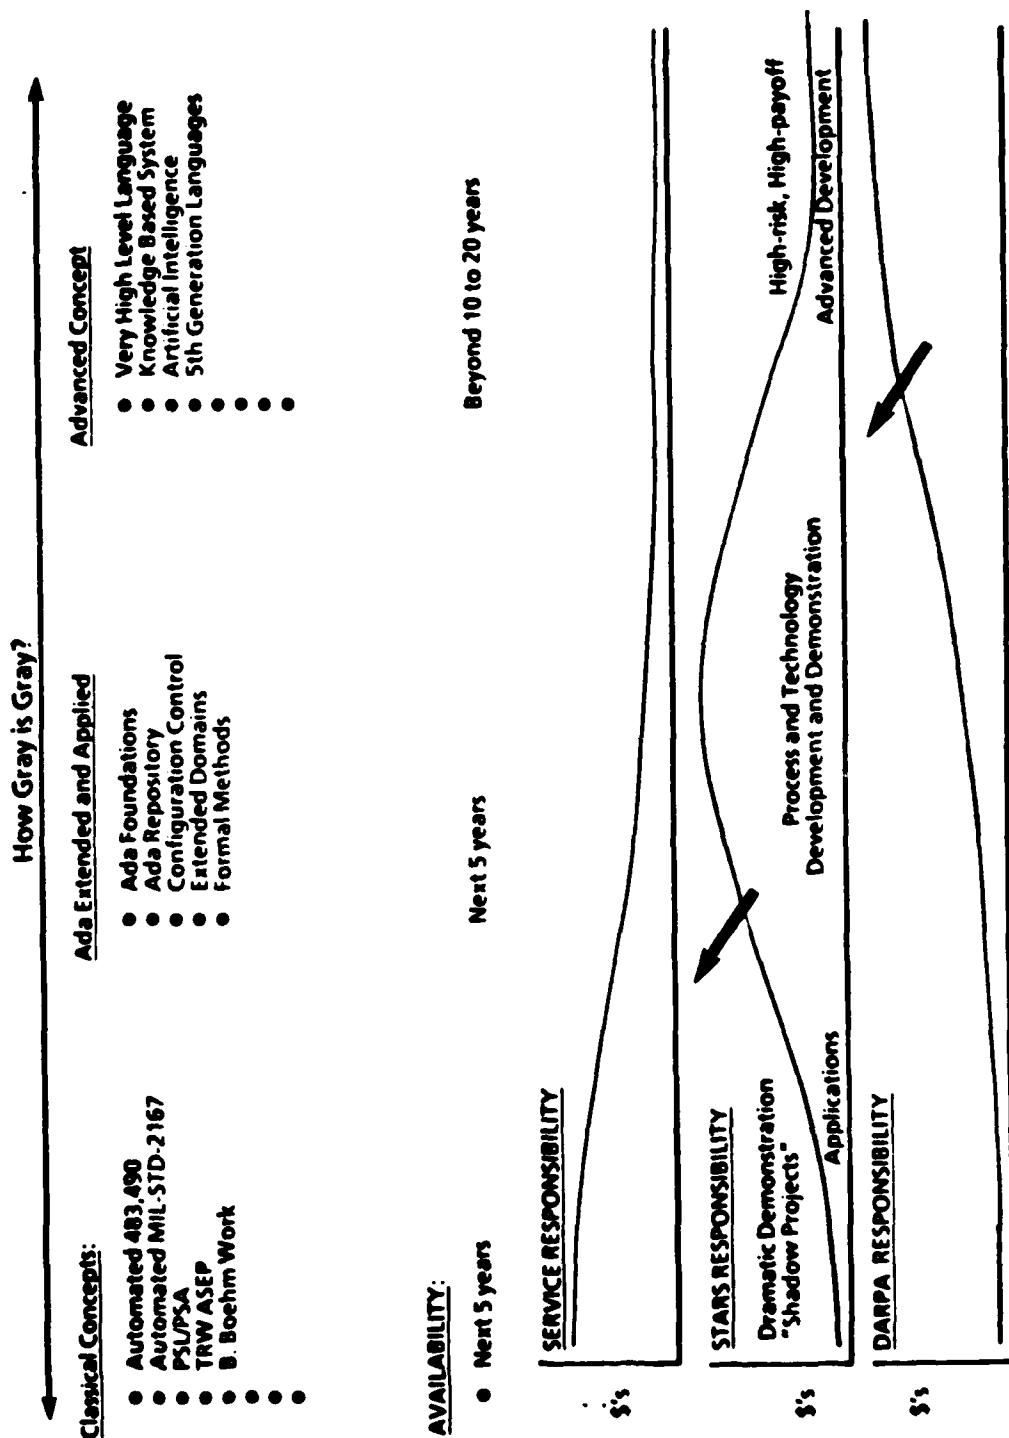 How Gray is Gray?
Classical Concepts:
● Automated 483,490
● Automated MIL-STD-2167
● PSL/PSA
● TRW ASEP
● B. Boehm Work
●
●
●
Ada Extended and Applied
● Ada Foundations
● Ada Repository
● Configuration Control
● Extended Domains
● Formal Methods
Advanced Concept
● Very High Level Language
● Knowledge Based System
● Artificial Intelligence
● 5th Generation Languages
●
●
●
●
AVAILABILITY:
● Next 5 years
Next 5 years
Beyond 10 to 20 years
SERVICE RESPONSIBILITY
$'s
STARS RESPONSIBILITY
Dramatic Demonstration
"Shadow Projects"
Applications
Process and Technology
Development and Demonstration
High-risk, High-payoff
Advanced Development
$'s
DARPA RESPONSIBILITY
$'s